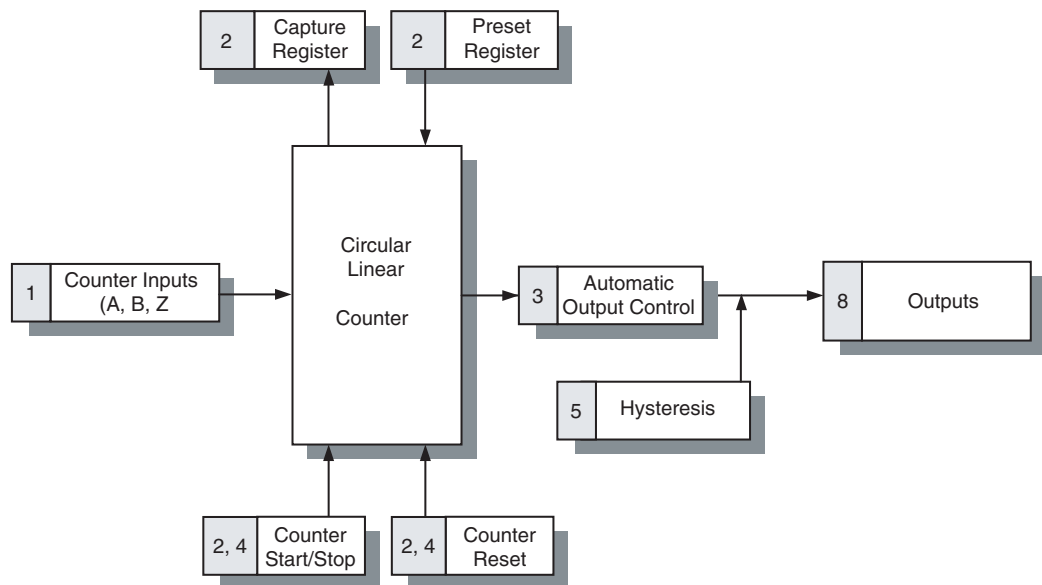 2
Capture
Register
2
Preset
Register
Circular
Linear
Counter
1
Counter Inputs
(A, B, Z
3
Automatic
Output Control
8
Outputs
5
Hysteresis
2, 4
Counter
Start/Stop
2, 4
Counter
Reset